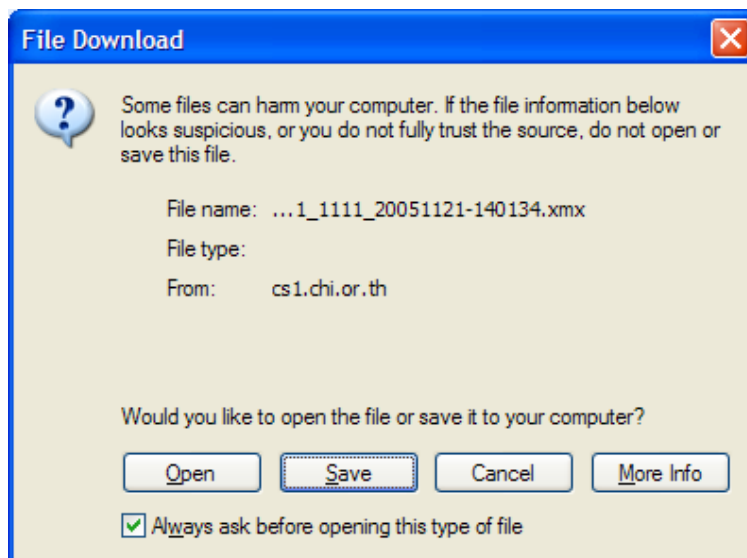 File Download
Some files can harm your computer. If the file information below
looks suspicious, or you do not fully trust the source, do not open or
save this file.
File name: ...1_1111_20051121-140134.xmx
File type:
From: cs1.chi.or.th
Would you like to open the file or save it to your computer?
Open Save Cancel More Info
Always ask before opening this type of file